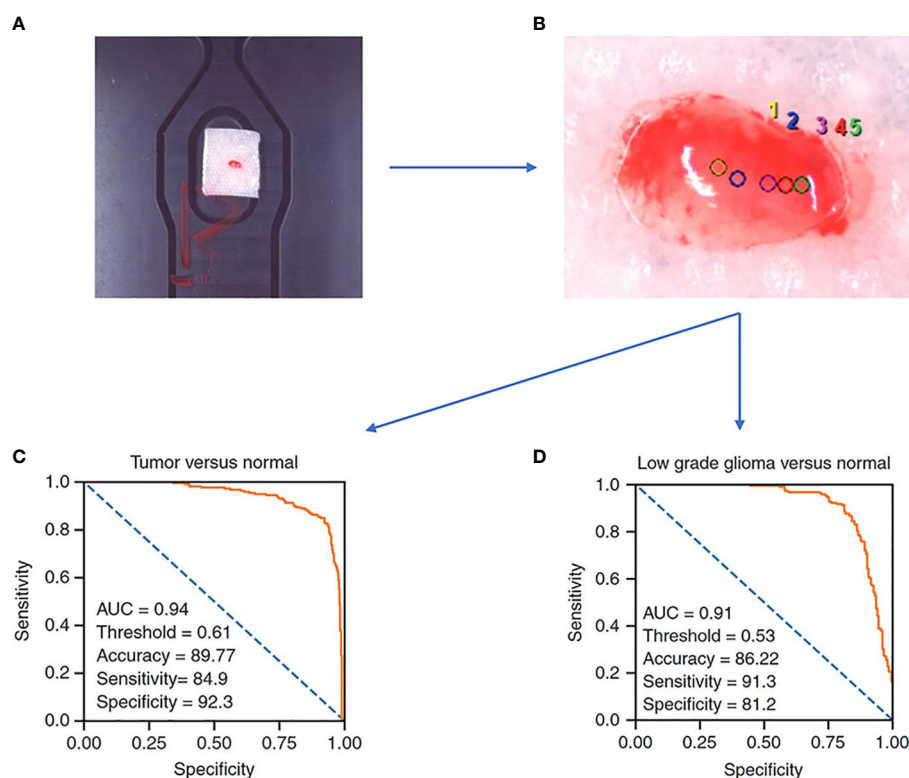 A
B
1 2 3 4 5
C
Tumor versus normal
1.0
0.8
0.6
0.4
0.2
0.0
Sensitivity
AUC = 0.94
Threshold = 0.61
Accuracy = 89.77
Sensitivity= 84.9
Specificity = 92.3
0.00 0.25 0.50 0.75 1.00
Specificity
D
Low grade glioma versus normal
1.0
0.8
0.6
0.4
0.2
0.0
Sensitivity
AUC = 0.91
Threshold = 0.53
Accuracy = 86.22
Sensitivity = 91.3
Specificity = 81.2
0.00 0.25 0.50 0.75 1.00
Specificity